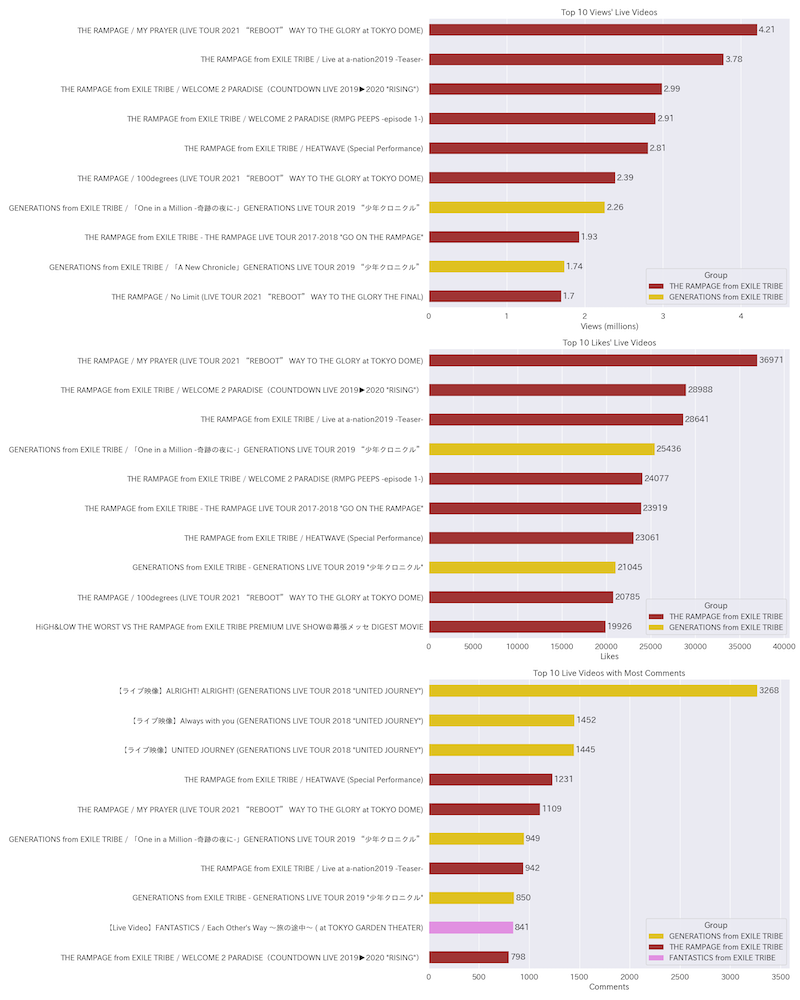 Top 10 Views' Live Videos
THE RAMPAGE / MY PRAYER (LIVE TOUR 2021 “REBOOT” WAY TO THE GLORY at TOKYO DOME)
4.21
THE RAMPAGE from EXILE TRIBE / Live at a-nation2019 -Teaser-
3.78
THE RAMPAGE from EXILE TRIBE / WELCOME 2 PARADISE（COUNTDOWN LIVE 2019▶2020 "RISING"）
2.99
THE RAMPAGE from EXILE TRIBE / WELCOME 2 PARADISE (RMPG PEEPS -episode 1-)
2.91
THE RAMPAGE from EXILE TRIBE / HEATWAVE (Special Performance)
2.81
THE RAMPAGE / 100degrees (LIVE TOUR 2021 “REBOOT” WAY TO THE GLORY at TOKYO DOME)
2.39
GENERATIONS from EXILE TRIBE / 「One in a Million -奇跡の夜に-」GENERATIONS LIVE TOUR 2019 “少年クロニクル”
2.26
THE RAMPAGE from EXILE TRIBE - THE RAMPAGE LIVE TOUR 2017-2018 "GO ON THE RAMPAGE"
1.93
GENERATIONS from EXILE TRIBE / 「A New Chronicle」GENERATIONS LIVE TOUR 2019 “少年クロニクル”
1.74
THE RAMPAGE / No Limit (LIVE TOUR 2021 “REBOOT” WAY TO THE GLORY THE FINAL)
1.7
Group
THE RAMPAGE from EXILE TRIBE
GENERATIONS from EXILE TRIBE
0 1 2 3 4
Views (millions)
Top 10 Likes' Live Videos
THE RAMPAGE / MY PRAYER (LIVE TOUR 2021 “REBOOT” WAY TO THE GLORY at TOKYO DOME)
36971
THE RAMPAGE from EXILE TRIBE / WELCOME 2 PARADISE（COUNTDOWN LIVE 2019▶2020 "RISING"）
28988
THE RAMPAGE from EXILE TRIBE / Live at a-nation2019 -Teaser-
28641
GENERATIONS from EXILE TRIBE / 「One in a Million -奇跡の夜に-」GENERATIONS LIVE TOUR 2019 “少年クロニクル”
25436
THE RAMPAGE from EXILE TRIBE / WELCOME 2 PARADISE (RMPG PEEPS -episode 1-)
24077
THE RAMPAGE from EXILE TRIBE - THE RAMPAGE LIVE TOUR 2017-2018 "GO ON THE RAMPAGE"
23919
THE RAMPAGE from EXILE TRIBE / HEATWAVE (Special Performance)
23061
GENERATIONS from EXILE TRIBE - GENERATIONS LIVE TOUR 2019 "少年クロニクル"
21045
THE RAMPAGE / 100degrees (LIVE TOUR 2021 “REBOOT” WAY TO THE GLORY at TOKYO DOME)
20785
HiGH&LOW THE WORST VS THE RAMPAGE from EXILE TRIBE PREMIUM LIVE SHOW@幕張メッセ DIGEST MOVIE
19926
Group
THE RAMPAGE from EXILE TRIBE
GENERATIONS from EXILE TRIBE
0 5000 10000 15000 20000 25000 30000 35000 40000
Likes
Top 10 Live Videos with Most Comments
【ライブ映像】ALRIGHT! ALRIGHT! (GENERATIONS LIVE TOUR 2018 "UNITED JOURNEY")
3268
【ライブ映像】Always with you (GENERATIONS LIVE TOUR 2018 "UNITED JOURNEY")
1452
【ライブ映像】UNITED JOURNEY (GENERATIONS LIVE TOUR 2018 "UNITED JOURNEY")
1445
THE RAMPAGE from EXILE TRIBE / HEATWAVE (Special Performance)
1231
THE RAMPAGE / MY PRAYER (LIVE TOUR 2021 “REBOOT” WAY TO THE GLORY at TOKYO DOME)
1109
GENERATIONS from EXILE TRIBE / 「One in a Million -奇跡の夜に-」GENERATIONS LIVE TOUR 2019 “少年クロニクル”
949
THE RAMPAGE from EXILE TRIBE / Live at a-nation2019 -Teaser-
942
GENERATIONS from EXILE TRIBE - GENERATIONS LIVE TOUR 2019 "少年クロニクル"
850
【Live Video】FANTASTICS / Each Other's Way 〜旅の途中〜 ( at TOKYO GARDEN THEATER)
841
THE RAMPAGE from EXILE TRIBE / WELCOME 2 PARADISE（COUNTDOWN LIVE 2019▶2020 "RISING"）
798
Group
GENERATIONS from EXILE TRIBE
THE RAMPAGE from EXILE TRIBE
FANTASTICS from EXILE TRIBE
0 500 1000 1500 2000 2500 3000 3500
Comments